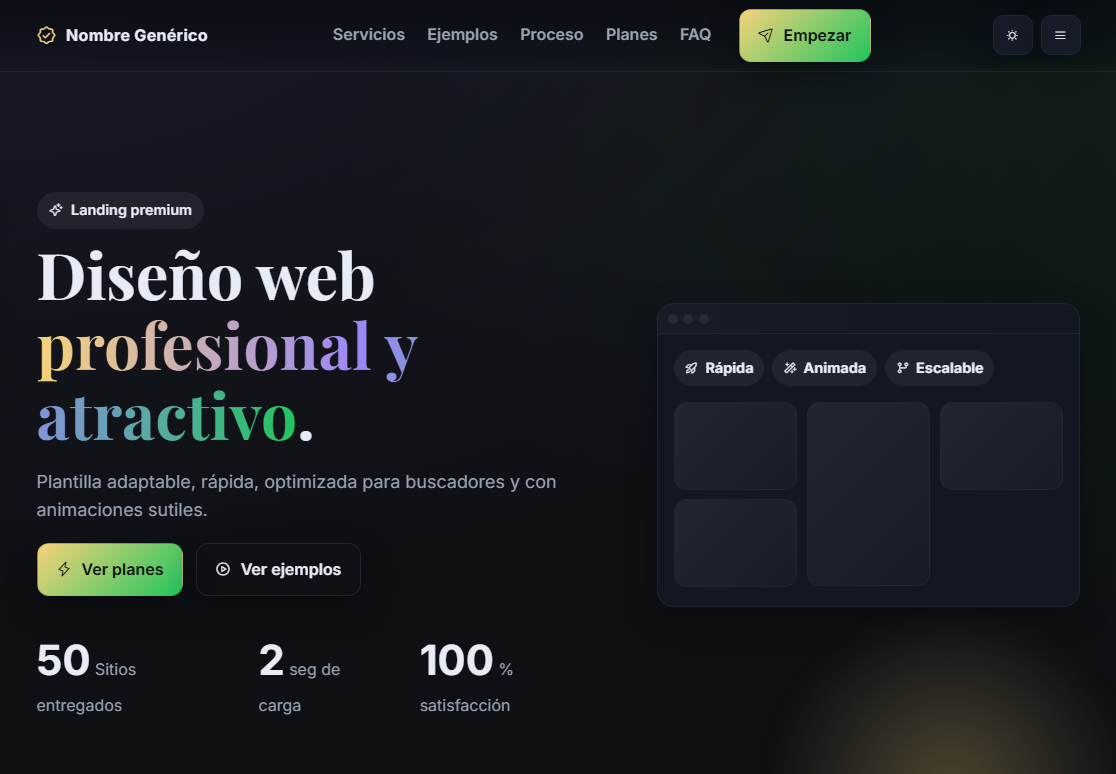 Nombre Genérico
Servicios Ejemplos Proceso Planes FAQ
Empezar
Landing premium
Diseño web
profesional y
atractivo.
Plantilla adaptable, rápida, optimizada para buscadores y con
animaciones sutiles.
Ver planes
Ver ejemplos
50 Sitios
entregados
2 seg de
carga
100 %
satisfacción
Rápida
Animada
Escalable